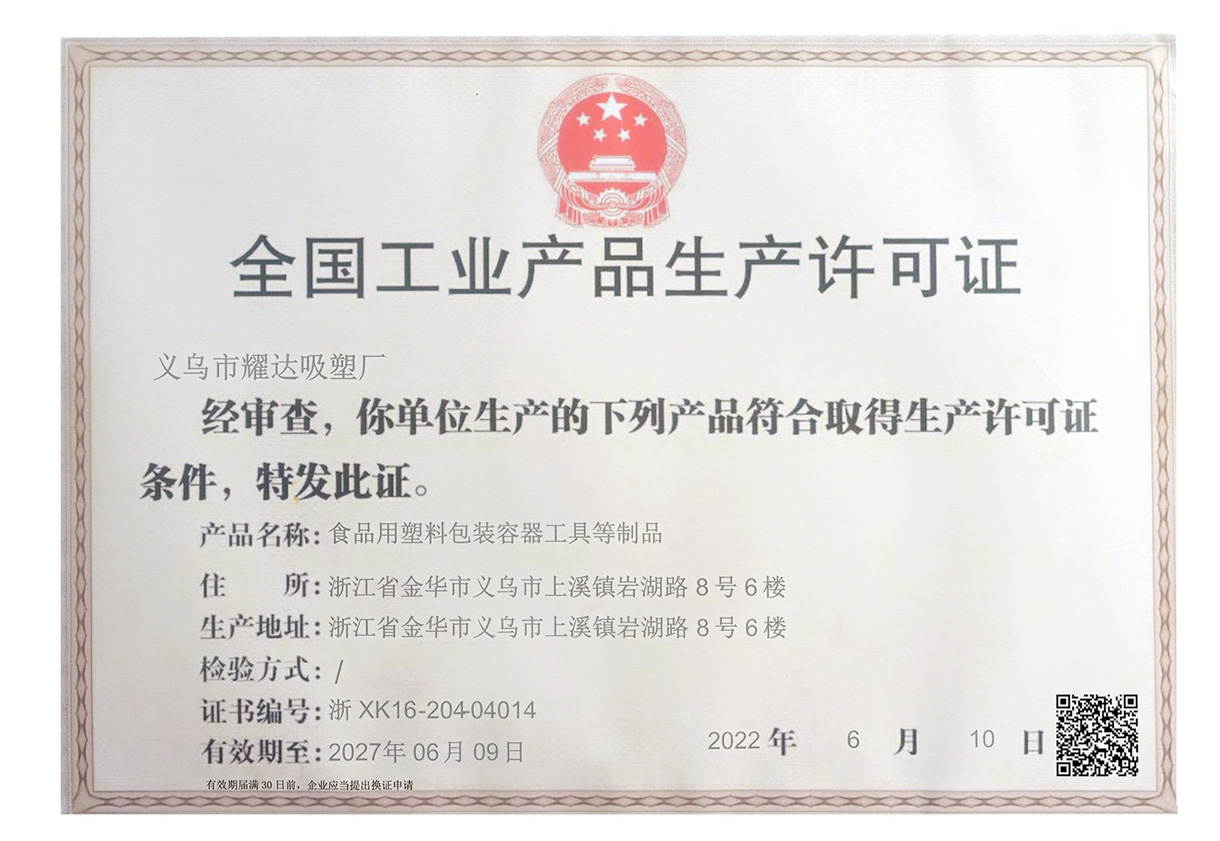 全国工业产品生产许可证
义乌市耀达吸塑厂
经审查，你单位生产的下列产品符合取得生产许可证
条件，特发此证。
产品名称：食品用塑料包装容器工具等制品
住 所：浙江省金华市义乌市上溪镇岩湖路 8 号 6 楼
生产地址：浙江省金华市义乌市上溪镇岩湖路 8 号 6 楼
检验方式：/
证书编号：浙 XK16-204-04014
有效期至：2027年 06 月 09 日
2022 年 6 月 10 日
有效期届满 30 日前，企业应当提出换证申请